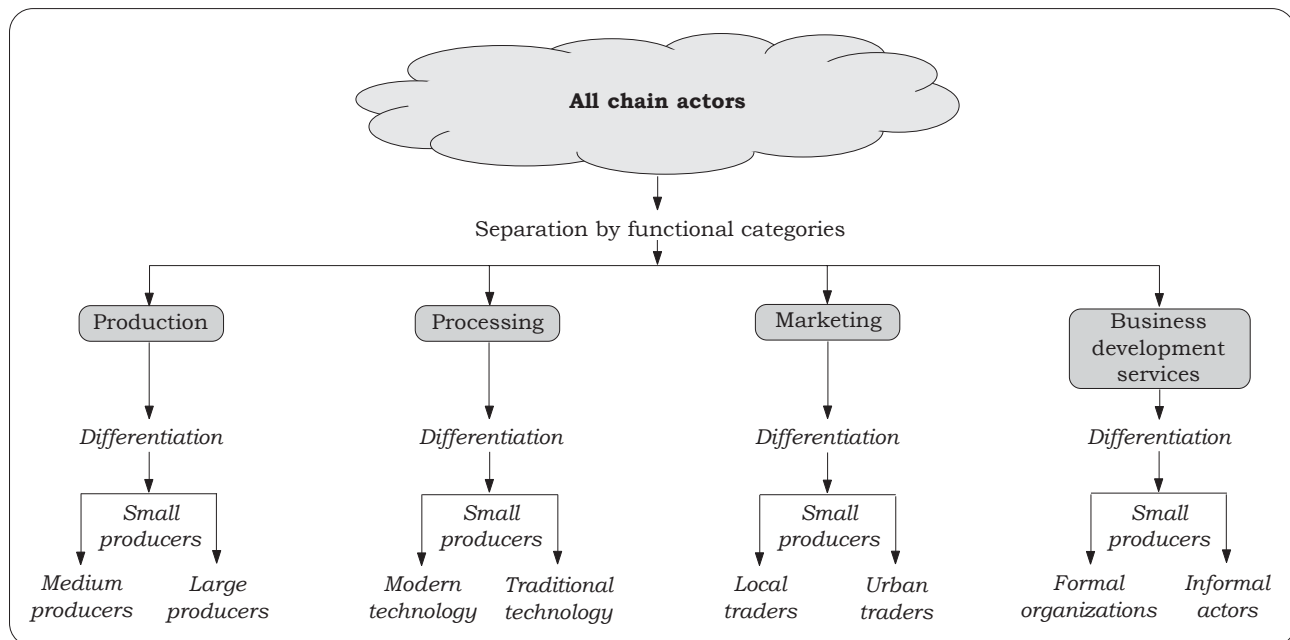 All chain actors
Separation by functional categories
Production
Processing
Marketing
Business
development
services
Differentiation
Differentiation
Differentiation
Differentiation
Small
producers
Medium
producers
Large
producers
Small
producers
Modern
technology
Traditional
technology
Small
producers
Local
traders
Urban
traders
Small
producers
Formal
organizations
Informal
actors